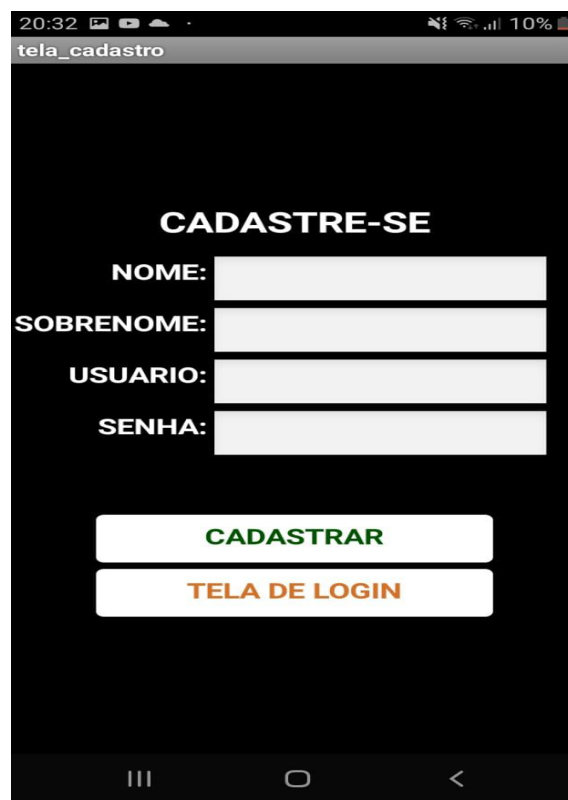 20:32 10%
tela_cadastro
CADASTRE-SE
NOME:
SOBRENOME:
USUARIO:
SENHA:
CADASTRAR
TELA DE LOGIN